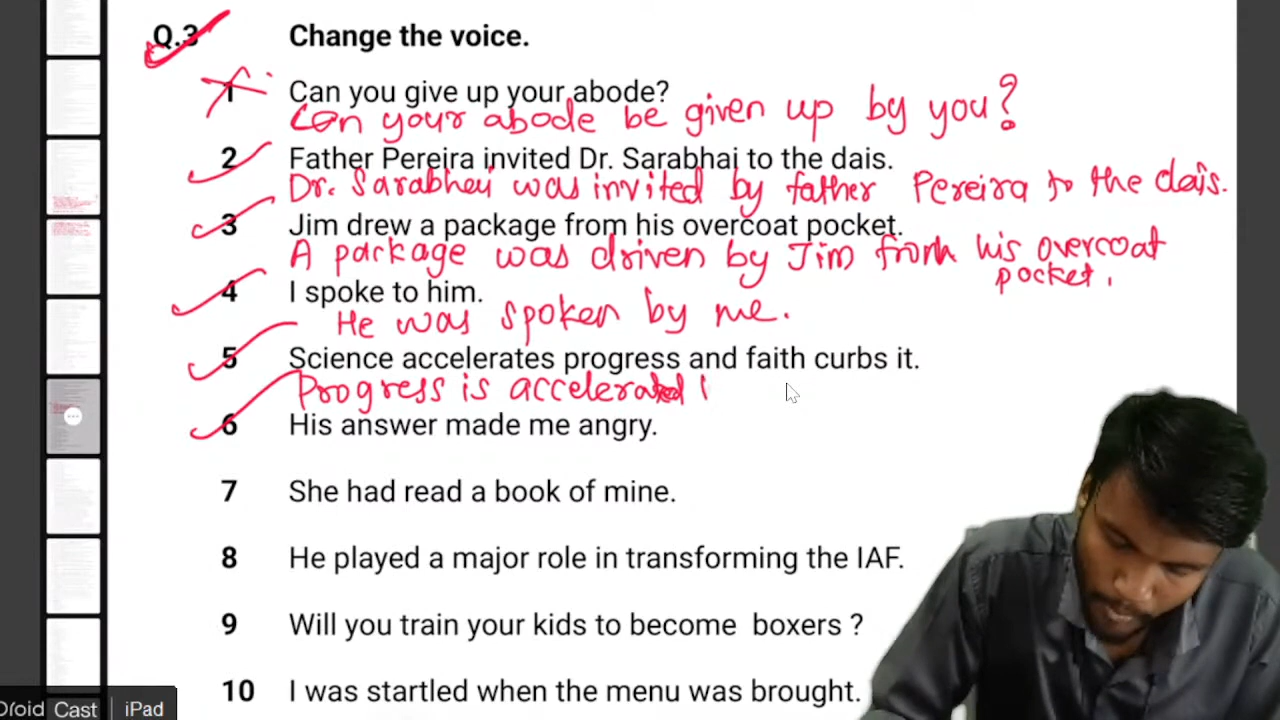 Q.3 Change the voice.
1 Can you give up your abode?
Can your abode be given up by you?
2 Father Pereira invited Dr. Sarabhai to the dais.
Dr. Sarabhai was invited by father Pereira to the dais.
3 Jim drew a package from his overcoat pocket.
A package was driven by Jim from his overcoat
pocket.
4 I spoke to him.
He was spoken by me.
5 Science accelerates progress and faith curbs it.
Progress is accelerated
6 His answer made me angry.
7 She had read a book of mine.
8 He played a major role in transforming the IAF.
9 Will you train your kids to become boxers ?
10 I was startled when the menu was brought.
Droid Cast iPad